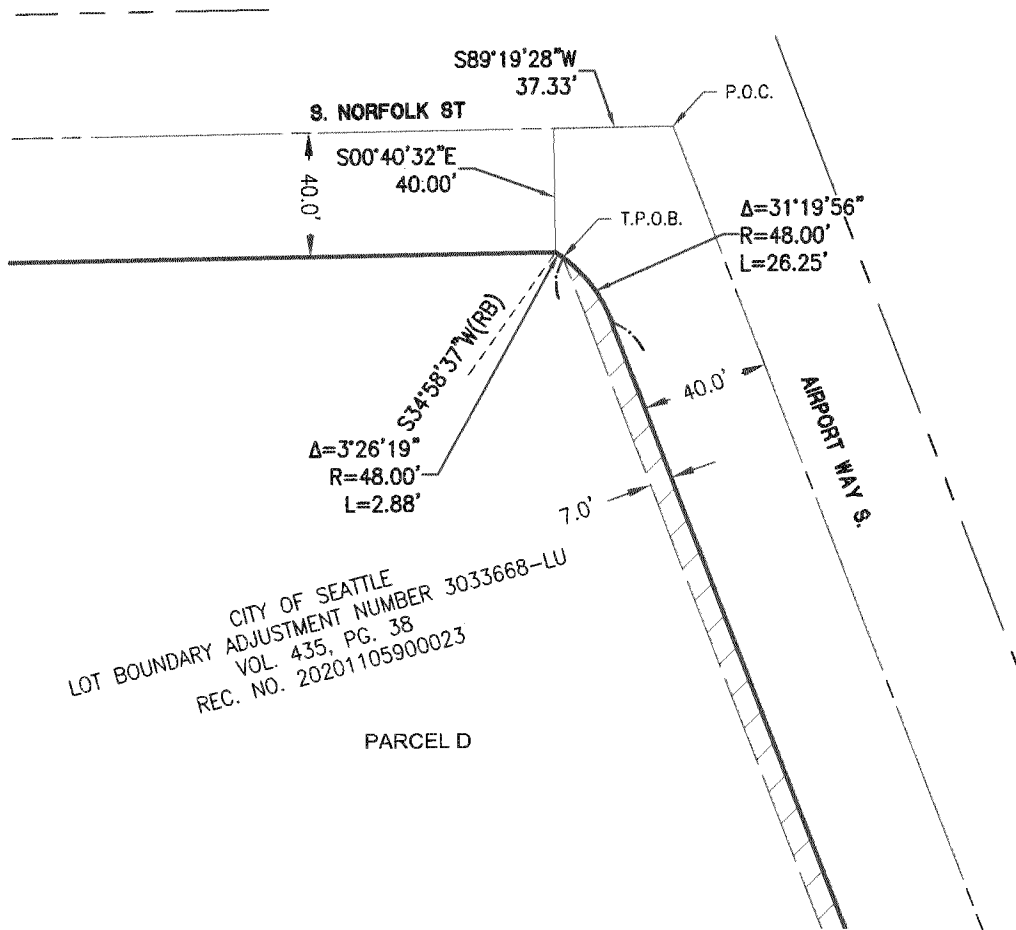 S89°19'28"W
37.33'
P.O.C.
S. NORFOLK ST
S00°40'32"E
40.00'
40.0'
T.P.O.B.
Δ=31°19'56"
R=48.00'
L=26.25'
S34°58'37"W(RB)
40.0'
AIRPORT WAY S.
Δ=3°26'19"
R=48.00'
L=2.88'
7.0'
CITY OF SEATTLE
LOT BOUNDARY ADJUSTMENT NUMBER 3033668-LU
VOL. 435, PG. 38
REC. NO. 20201105900023
PARCEL D